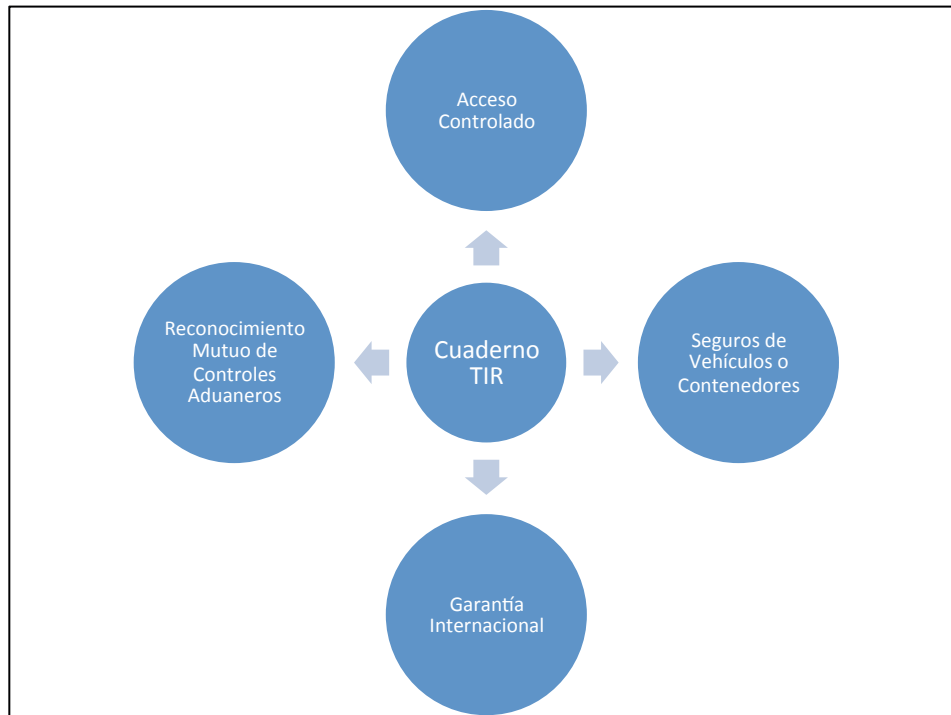 Acceso
Controlado
Reconocimiento
Mutuo de
Controles
Aduaneros
Cuaderno
TIR
Seguros de
Vehículos o
Contenedores
Garantía
Internacional